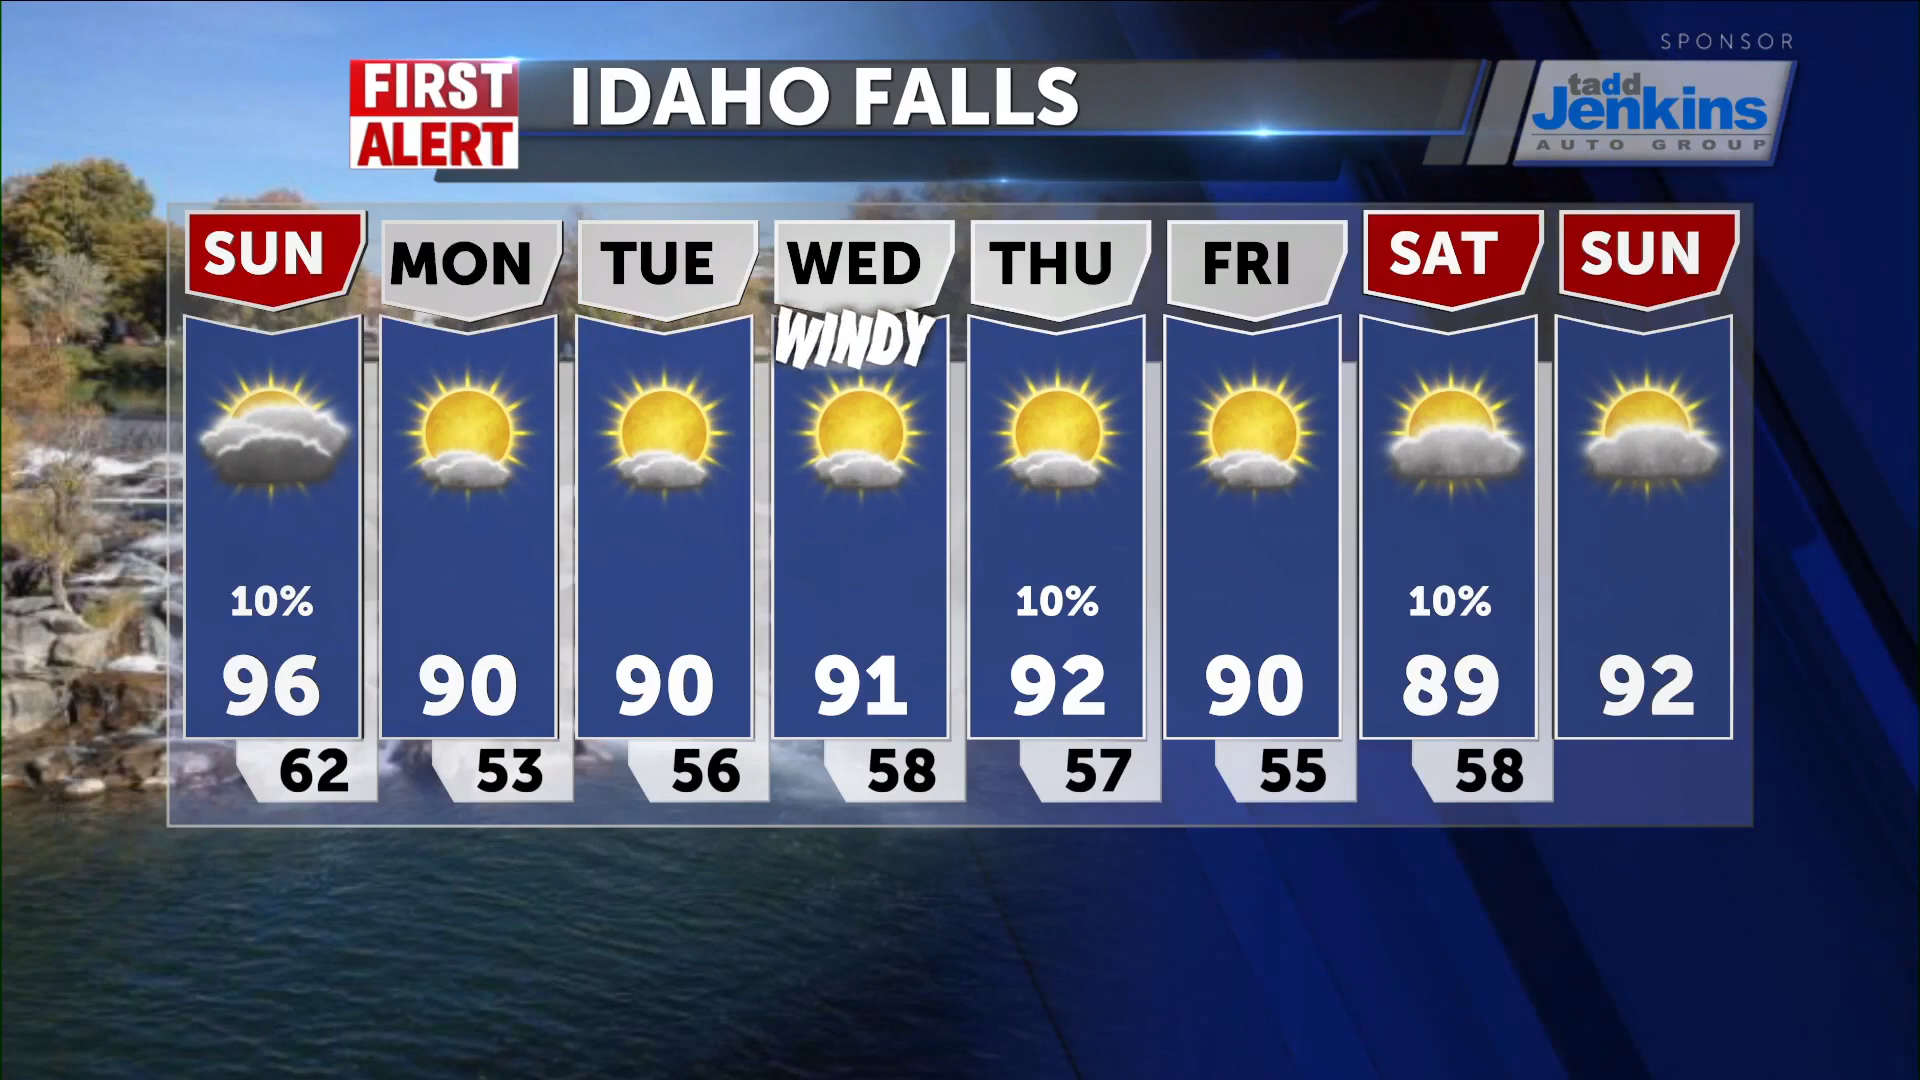 SPONSOR
FIRST
ALERT
IDAHO FALLS
tadd
Jenkins
AUTO GROUP
SUN MON TUE WED THU FRI SAT SUN
WINDY
10% 10% 10%
96 90 90 91 92 90 89 92
62 53 56 58 57 55 58